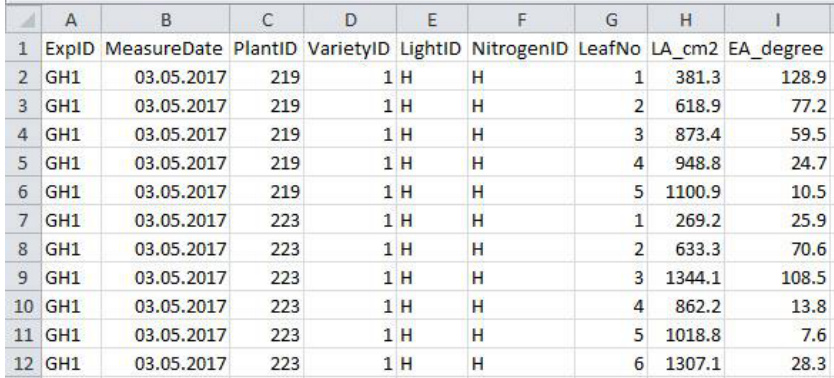 A B C D E F G H I
1 ExpID MeasureDate PlantID VarietyID LightID NitrogenID LeafNo LA_cm2 EA_degree
2 GH1 03.05.2017 219 1 H H 1 381.3 128.9
3 GH1 03.05.2017 219 1 H H 2 618.9 77.2
4 GH1 03.05.2017 219 1 H H 3 873.4 59.5
5 GH1 03.05.2017 219 1 H H 4 948.8 24.7
6 GH1 03.05.2017 219 1 H H 5 1100.9 10.5
7 GH1 03.05.2017 223 1 H H 1 269.2 25.9
8 GH1 03.05.2017 223 1 H H 2 633.3 70.6
9 GH1 03.05.2017 223 1 H H 3 1344.1 108.5
10 GH1 03.05.2017 223 1 H H 4 862.2 13.8
11 GH1 03.05.2017 223 1 H H 5 1018.8 7.6
12 GH1 03.05.2017 223 1 H H 6 1307.1 28.3